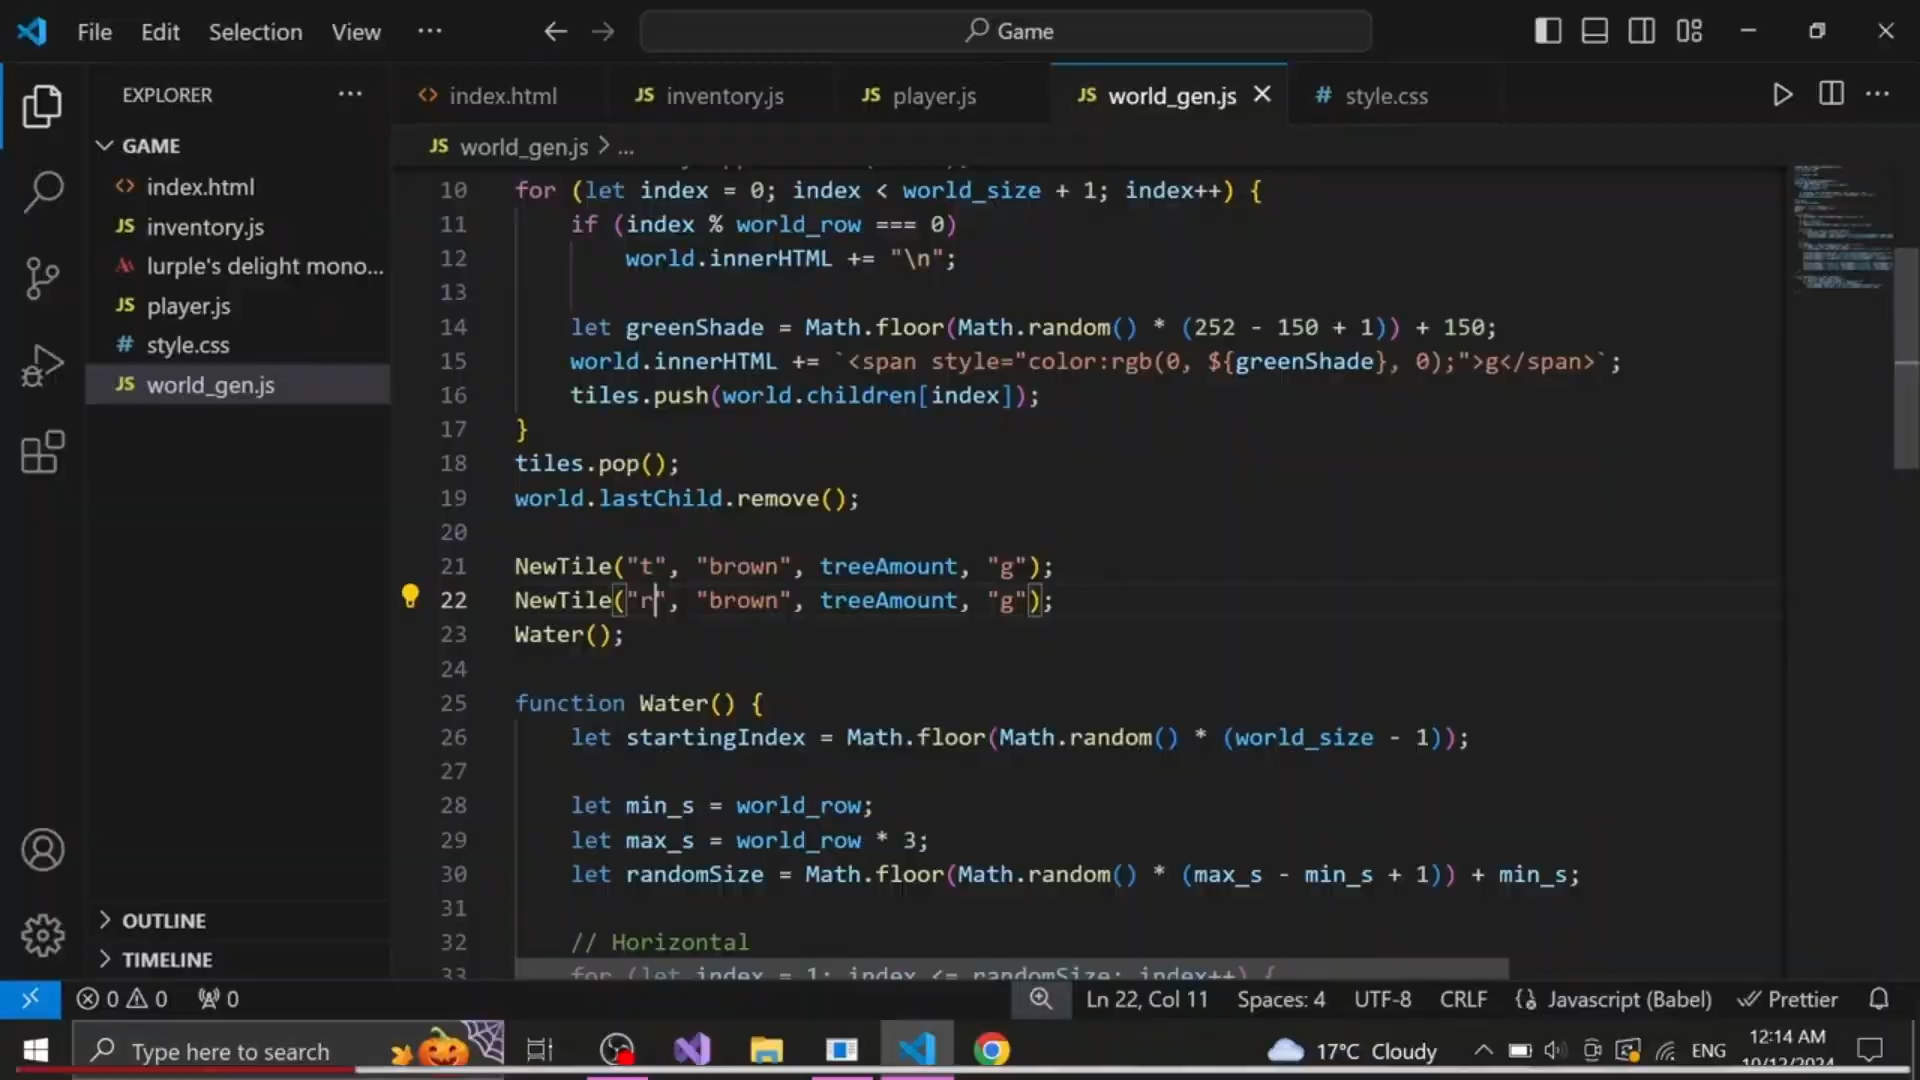 File Edit Selection View ··· Game
EXPLORER ···
GAME
index.html
inventory.js
lurple's delight mono...
player.js
style.css
world_gen.js
OUTLINE
TIMELINE
index.html inventory.js player.js world_gen.js style.css
world_gen.js > ...
10 for (let index = 0; index < world_size + 1; index++) {
11 if (index % world_row === 0)
12 world.innerHTML += "\n";
13
14 let greenShade = Math.floor(Math.random() * (252 - 150 + 1)) + 150;
15 world.innerHTML += `<span style="color:rgb(0, ${greenShade}, 0);">g</span>`;
16 tiles.push(world.children[index]);
17 }
18 tiles.pop();
19 world.lastChild.remove();
20
21 NewTile("t", "brown", treeAmount, "g");
22 NewTile("r", "brown", treeAmount, "g");
23 Water();
24
25 function Water() {
26 let startingIndex = Math.floor(Math.random() * (world_size - 1));
27
28 let min_s = world_row;
29 let max_s = world_row * 3;
30 let randomSize = Math.floor(Math.random() * (max_s - min_s + 1)) + min_s;
31
32 // Horizontal
33 for (let index = 1; index <= randomSize; index++) {
0 0 0 Ln 22, Col 11 Spaces: 4 UTF-8 CRLF Javascript (Babel) Prettier
Type here to search 17°C Cloudy ENG 12:14 AM
10/12/2024